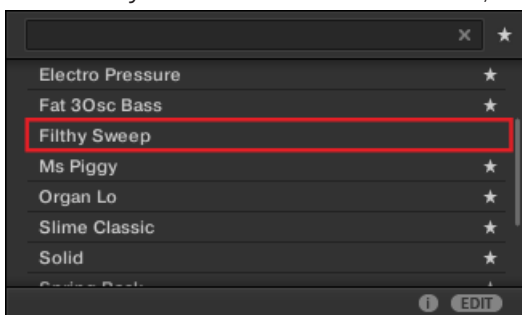 Electro Pressure
Fat 3Osc Bass
Filthy Sweep
Ms Piggy
Organ Lo
Slime Classic
Solid
EDIT